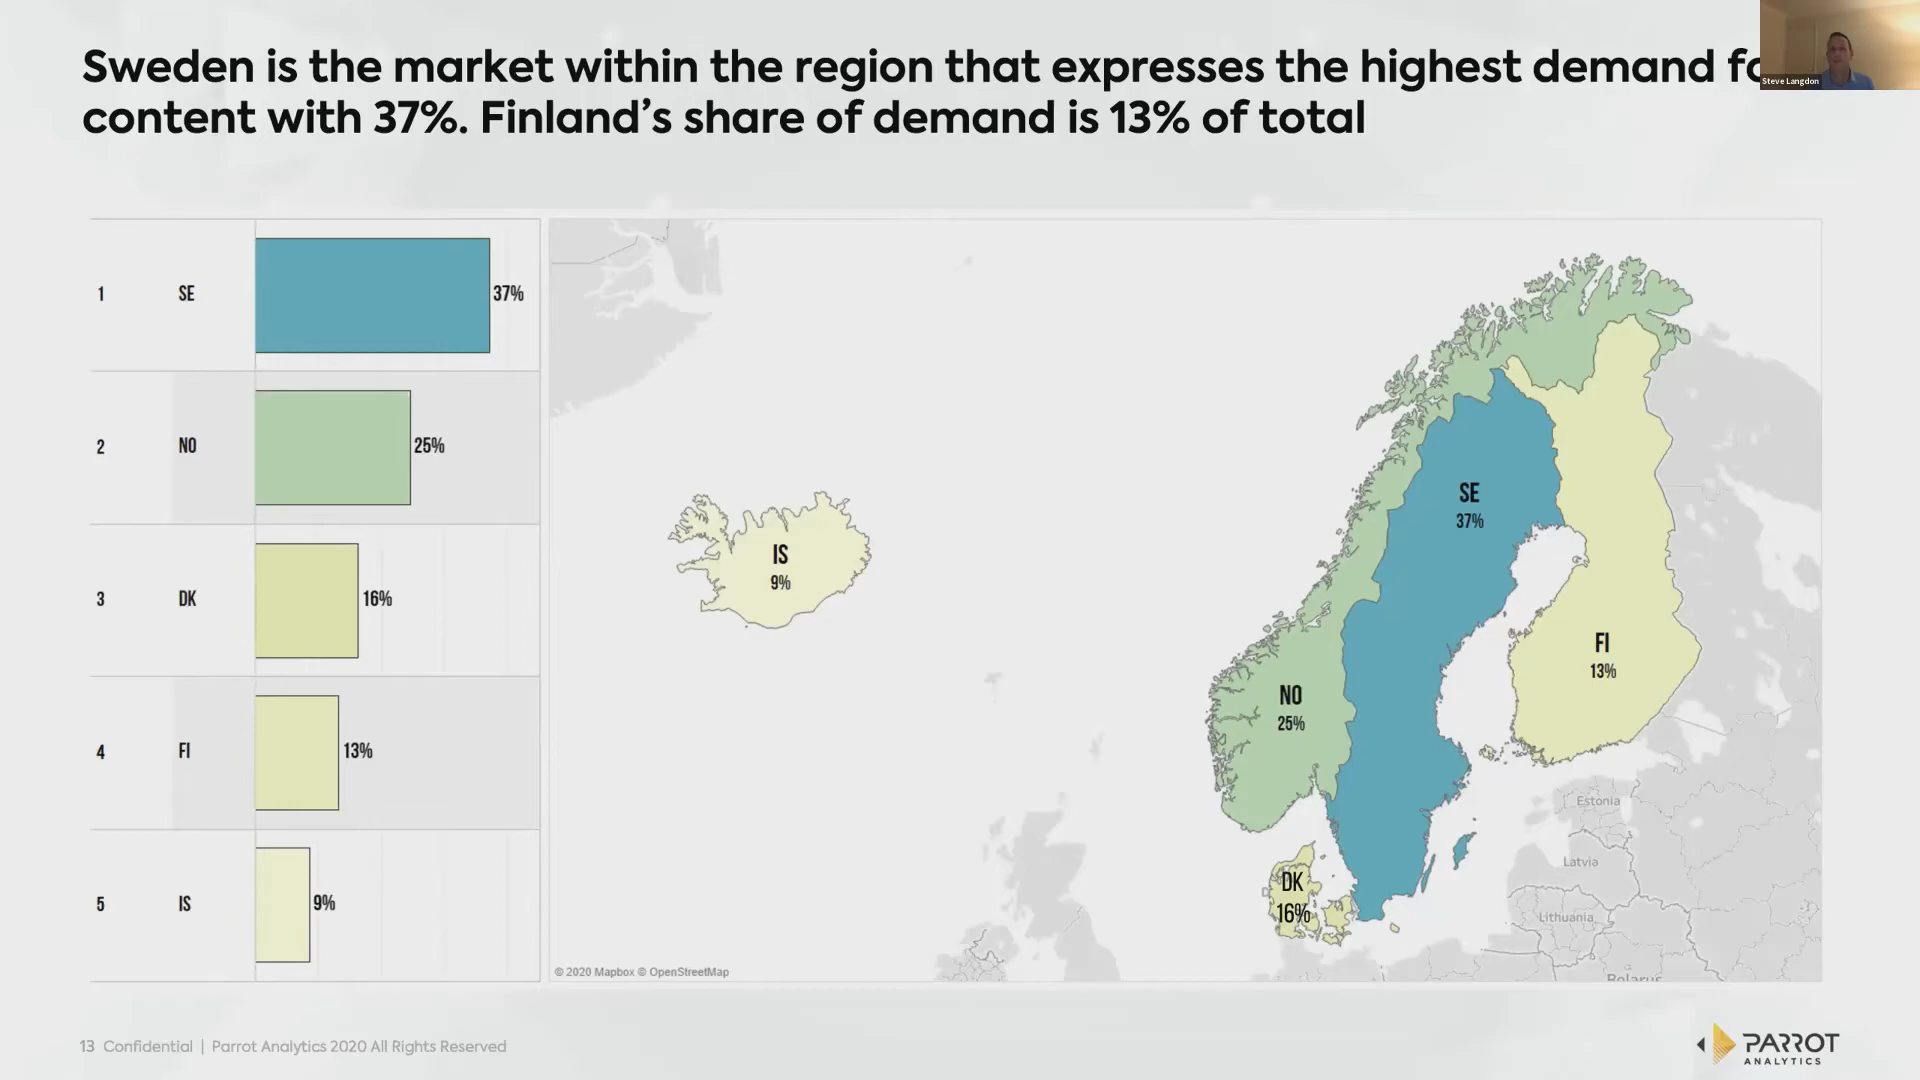 Sweden is the market within the region that expresses the highest demand
content with 37%. Finland's share of demand is 13% of total
Steve Langdon
1 SE 37%
2 NO 25%
3 DK 16%
4 FI 13%
5 IS 9%
IS
9%
SE
37%
FI
13%
NO
25%
DK
16%
Estonia
Latvia
Lithuania
Belarus
© 2020 Mapbox © OpenStreetMap
13 Confidential | Parrot Analytics 2020 All Rights Reserved
PARROT
ANALYTICS